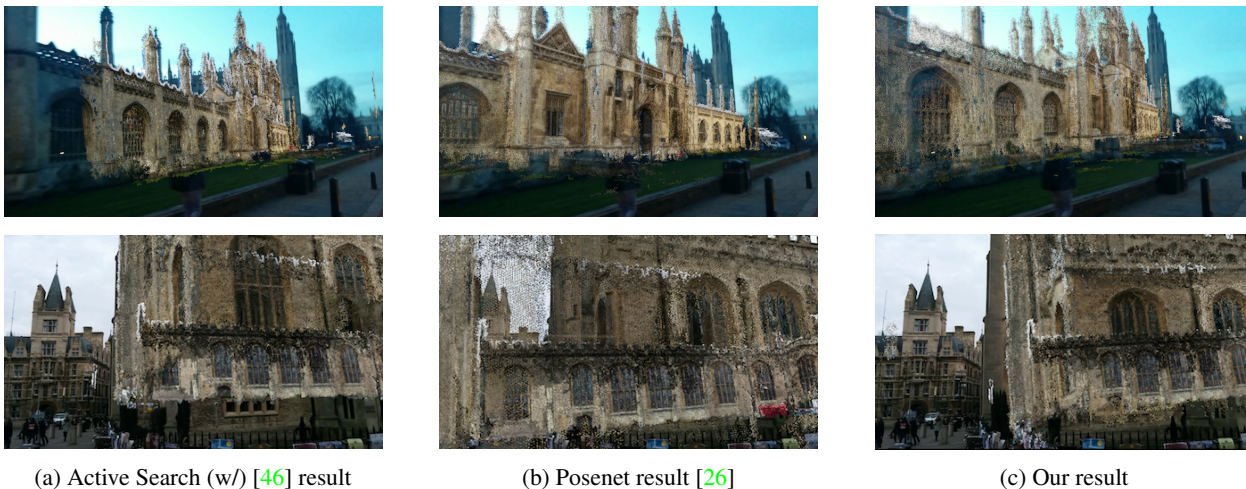 (a) Active Search (w/) [46] result
(b) Posenet result [26]
(c) Our result